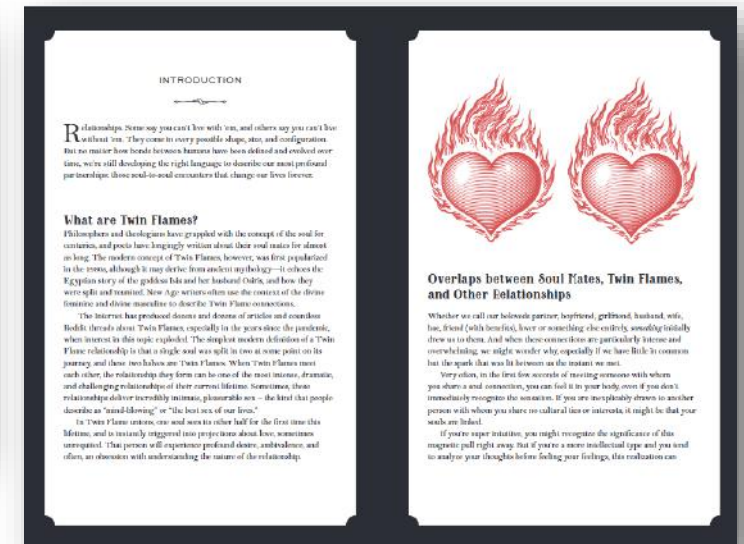 INTRODUCTION
Relationships. Some say you can't live with 'em, and others say you can't live
without 'em. They come in every possible shape, size, and configuration.
But no matter how bonds between humans have been defined and evolved over
time, we're still developing the right language to describe our most profound
partnerships: those soul-to-soul encounters that change our lives forever.
What are Twin Flames?
Philosophers and theologians have grappled with the concept of the soul for
centuries, and poets have longingly written about their soul mates for almost
as long. The modern concept of Twin Flames, however, was first popularized
in the 1990s, although it may derive from ancient mythology—it echoes the
Egyptian story of the goddess Isis and her husband Osiris, and how they
were split and reunited. New Age writers often use the context of the divine
feminine and divine masculine to describe Twin Flame connections.
The Internet has produced dozens and dozens of articles and countless
Reddit threads about Twin Flames, especially in the years since the pandemic,
when interest in this topic exploded. The simplest modern definition of a Twin
Flame relationship is that a single soul was split in two at some point on its
journey, and these two halves are Twin Flames. When Twin Flames meet
each other, the relationship they form can be one of the most intense, dramatic,
and challenging relationships of their current lifetime. Sometimes, these
relationships deliver incredibly intimate, pleasurable sex – the kind that people
describe as "mind-blowing" or "the best sex of our lives."
In Twin Flame unions, one soul sees its other half for the first time this
lifetime, and is instantly triggered into projections about love, sometimes
unrequited. That person will experience profound desire, ambivalence, and
often, an obsession with understanding the nature of the relationship.
Overlaps between Soul Mates, Twin Flames,
and Other Relationships
Whether we call our beloveds partner, boyfriend, girlfriend, husband, wife,
bae, friend (with benefits), lover or something else entirely, something initially
drew us to them. And when these connections are particularly intense and
overwhelming, we might wonder why, especially if we have little in common
but the spark that was lit between us the instant we met.
Very often, in the first few seconds of meeting someone with whom
you share a soul connection, you can feel it in your body, even if you don't
immediately recognize the sensation. If you are inexplicably drawn to another
person with whom you share no cultural ties or interests, it might be that your
souls are linked.
If you're super intuitive, you might recognize the significance of this
magnetic pull right away. But if you're a more intellectual type and you tend
to analyze your thoughts before feeling your feelings, this realization can